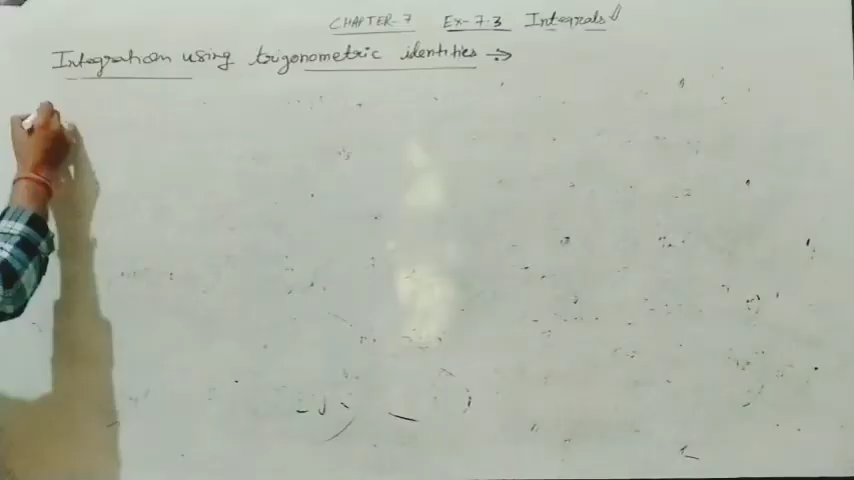 CHAPTER-7 Ex-7.3 Integrals
Integration using trigonometric identities →